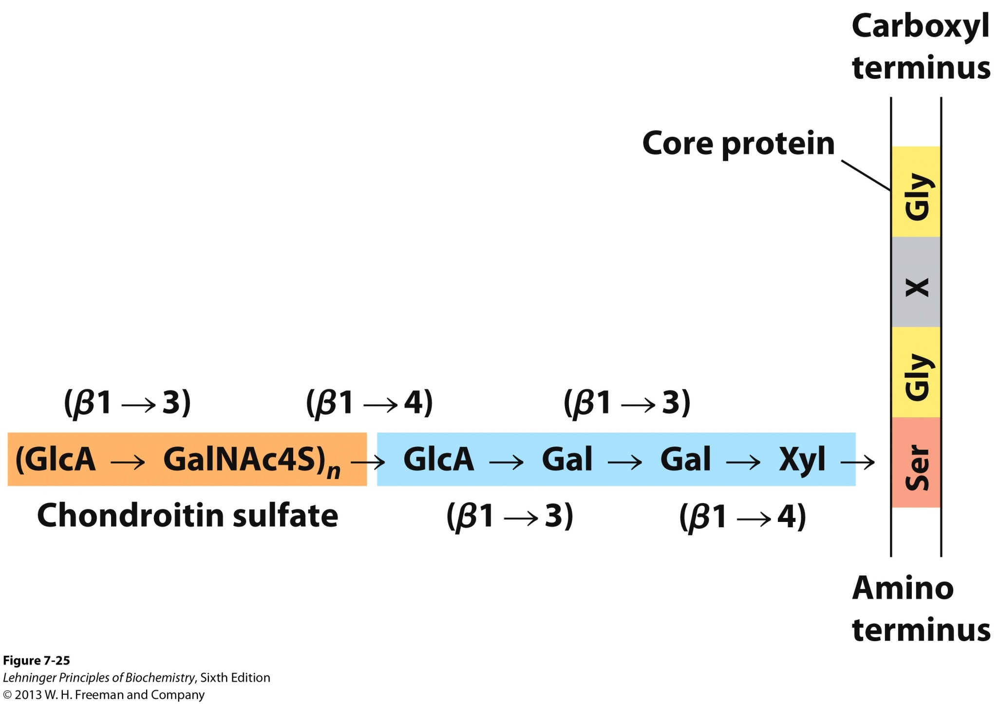 Carboxyl
terminus
Core protein
Gly
X
Gly
Ser
(β1 → 3)
(β1 → 4)
(β1 → 3)
(GlcA → GalNAc4S)n → GlcA → Gal → Gal → Xyl →
Chondroitin sulfate
(β1 → 3)
(β1 → 4)
Amino
terminus
Figure 7-25
Lehninger Principles of Biochemistry, Sixth Edition
© 2013 W. H. Freeman and Company